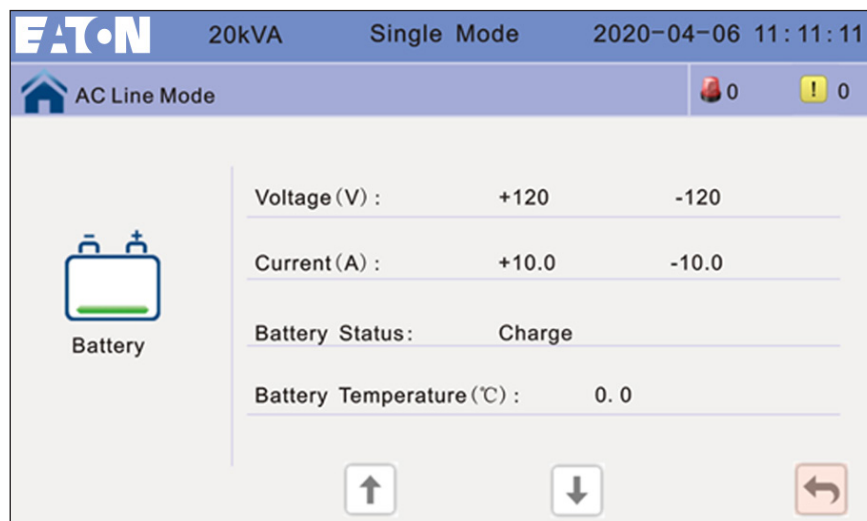 EATON 20kVA Single Mode 2020-04-06 11:11:11
AC Line Mode 0 ! 0
Voltage(V): +120 -120
Current(A): +10.0 -10.0
Battery Status: Charge
Battery
Battery Temperature(℃): 0.0